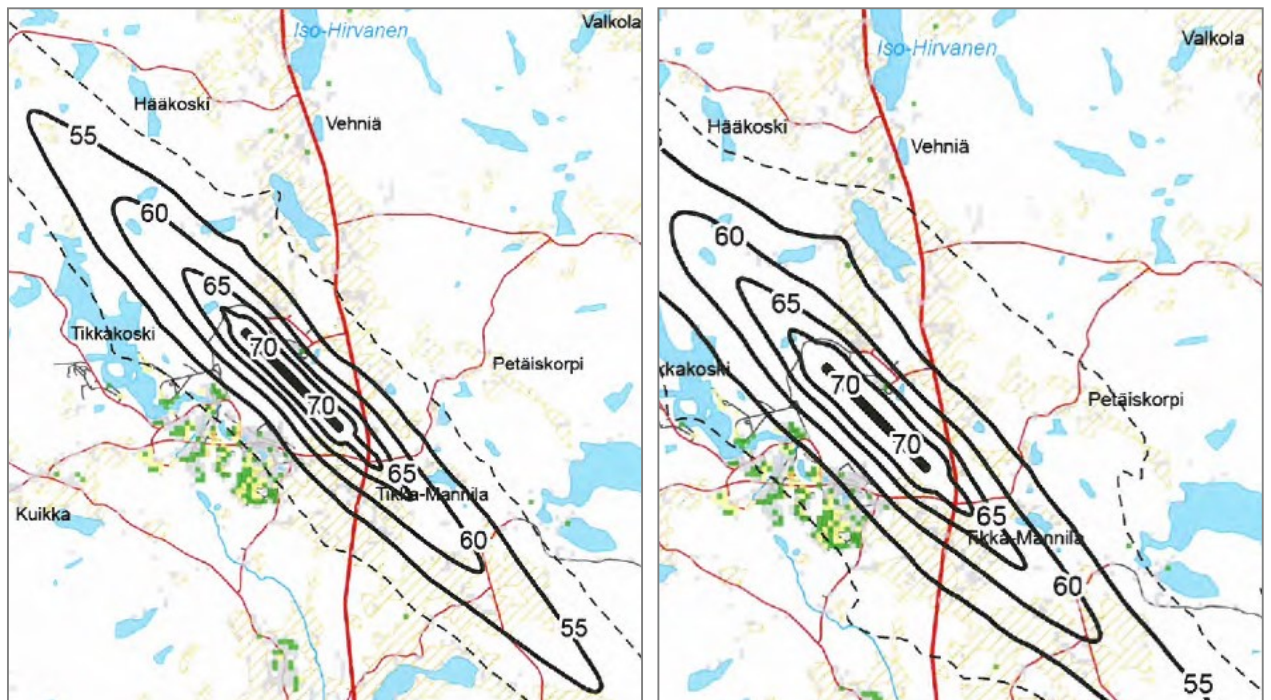 Iso-Hirvanen
Valkola
Hääkoski
55
Vehniä
60
65
Tikkakoski
70
Petäiskorpi
70
65
Tikka-Mannila
Kuikka
60
55
Iso-Hirvanen
Valkola
Hääkoski
Vehniä
60
65
kkakoski
70
Petäiskorpi
70
65
Tikka-Mannila
60
55